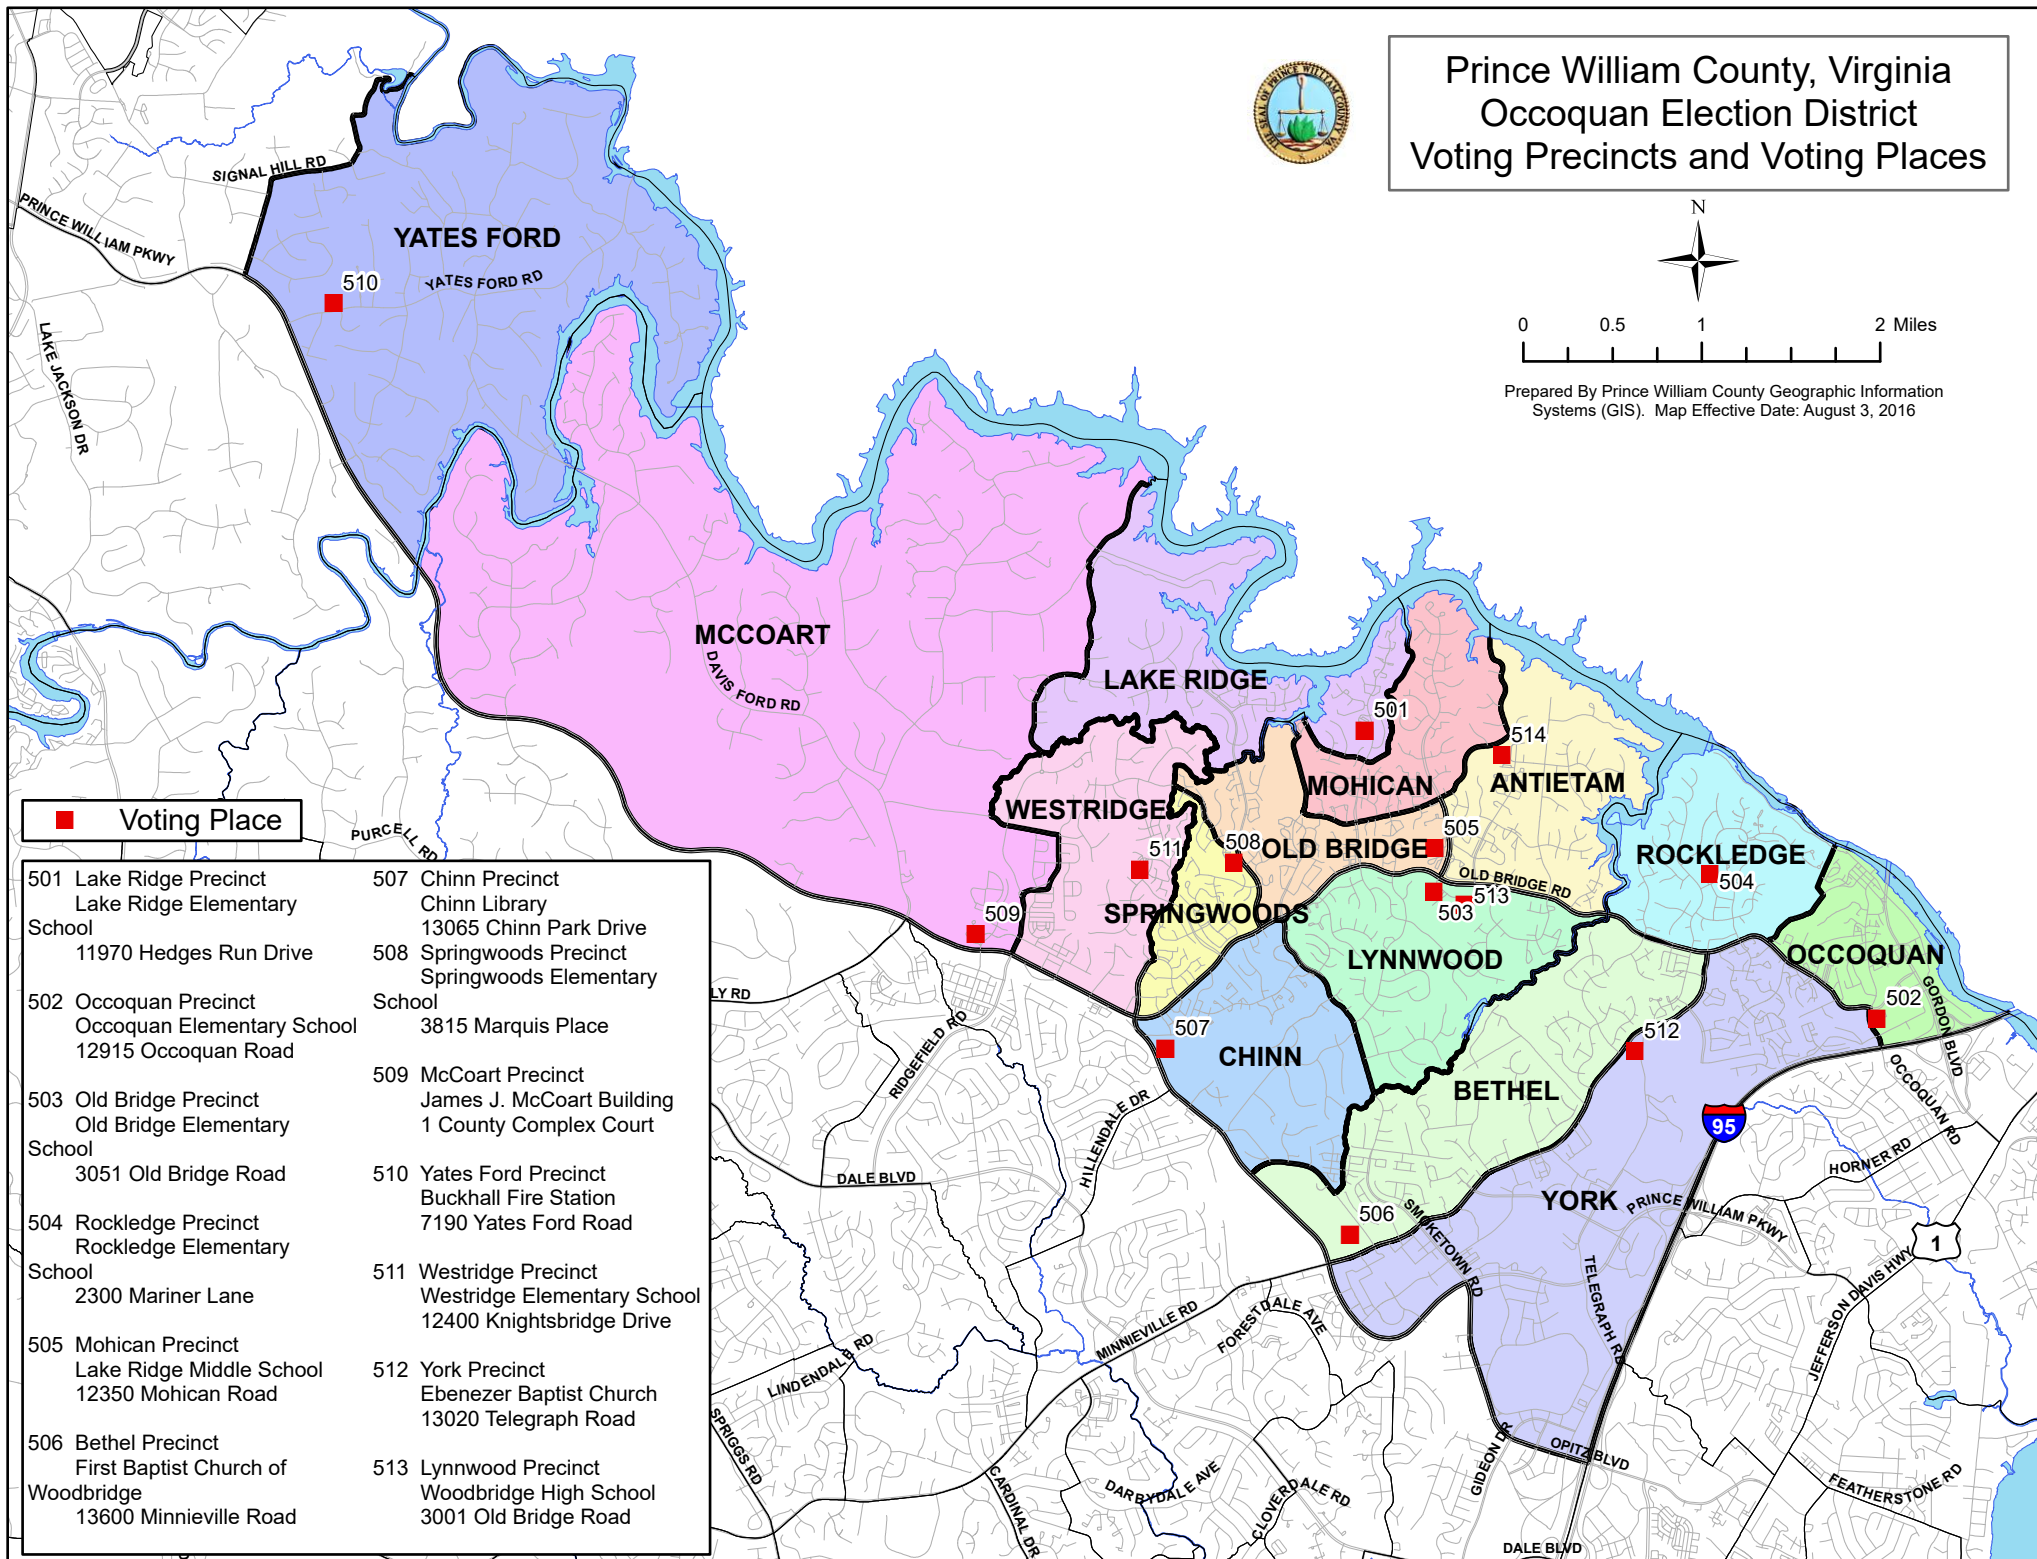 Prince William County, Virginia
Occoquan Election District
Voting Precincts and Voting Places
THE SEAL OF PRINCE WILLIAM COUNTY VA
N
0 0.5 1 2 Miles
Prepared By Prince William County Geographic Information
Systems (GIS). Map Effective Date: August 3, 2016
SIGNAL HILL RD
PRINCE WILLIAM PKWY
YATES FORD
YATES FORD RD
510
LAKE JACKSON DR
MCCOART
DAVIS FORD RD
LAKE RIDGE
501
514
MOHICAN
ANTIETAM
WESTRIDGE
511
508
OLD BRIDGE
505
ROCKLEDGE
504
OLD BRIDGE RD
513
503
SPRINGWOODS
509
LYNNWOOD
OCCOQUAN
502
GORDON BLVD
507
CHINN
512
BETHEL
OCCOQUAN RD
95
HORNER RD
YORK
PRINCE WILLIAM PKWY
1
506
SMOKETOWN RD
TELEGRAPH RD
JEFFERSON DAVIS HWY
PURCELL RD
LY RD
RIDGEFIELD RD
HILLENDALE DR
DALE BLVD
MINNIEVILLE RD
FORESTDALE AVE
LINDENDALE RD
SPRIGGS RD
CARDINAL DR
DARBYDALE AVE
CLOVERDALE RD
GIDEON DR
OPITZ BLVD
FEATHERSTONE RD
DALE BLVD
Voting Place
501 Lake Ridge Precinct
Lake Ridge Elementary
School
11970 Hedges Run Drive
502 Occoquan Precinct
Occoquan Elementary School
12915 Occoquan Road
503 Old Bridge Precinct
Old Bridge Elementary
School
3051 Old Bridge Road
504 Rockledge Precinct
Rockledge Elementary
School
2300 Mariner Lane
505 Mohican Precinct
Lake Ridge Middle School
12350 Mohican Road
506 Bethel Precinct
First Baptist Church of
Woodbridge
13600 Minnieville Road
507 Chinn Precinct
Chinn Library
13065 Chinn Park Drive
508 Springwoods Precinct
Springwoods Elementary
School
3815 Marquis Place
509 McCoart Precinct
James J. McCoart Building
1 County Complex Court
510 Yates Ford Precinct
Buckhall Fire Station
7190 Yates Ford Road
511 Westridge Precinct
Westridge Elementary School
12400 Knightsbridge Drive
512 York Precinct
Ebenezer Baptist Church
13020 Telegraph Road
513 Lynnwood Precinct
Woodbridge High School
3001 Old Bridge Road